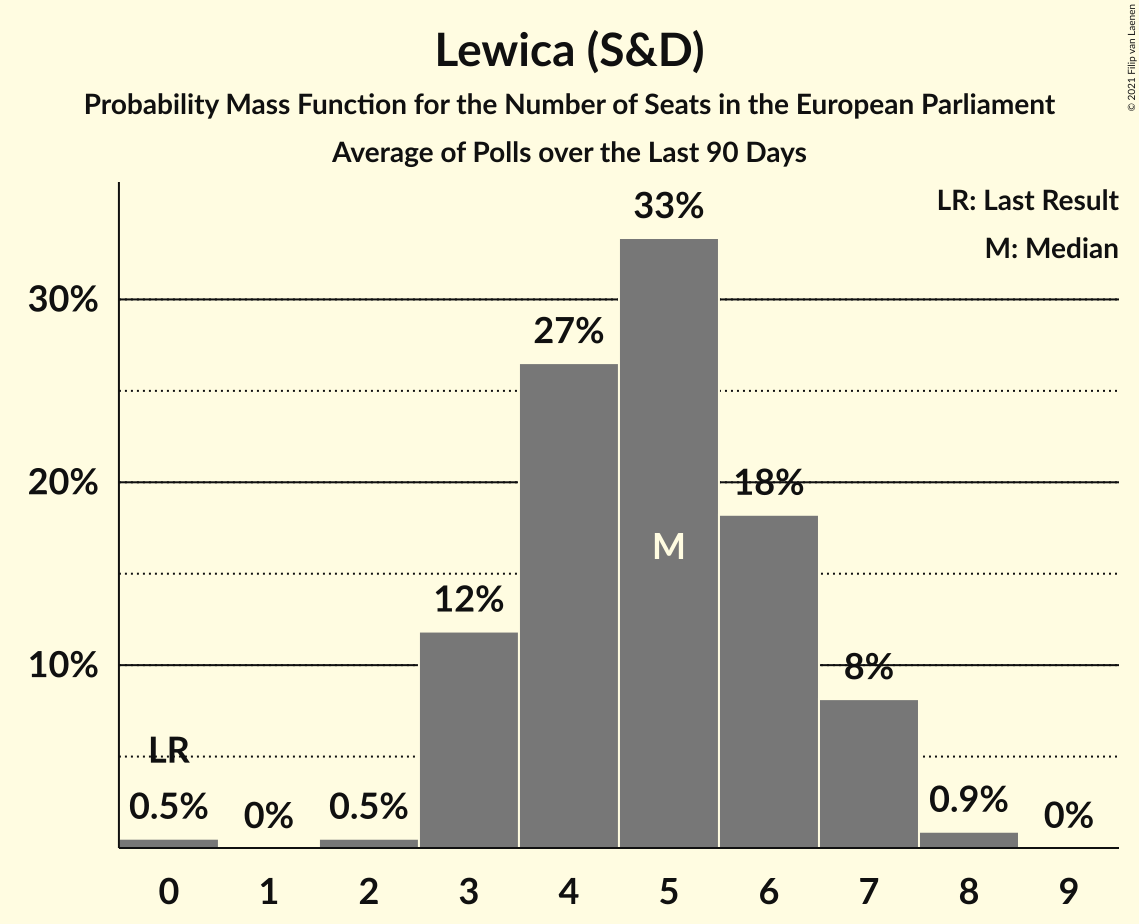 Lewica (S&D)
Probability Mass Function for the Number of Seats in the European Parliament
Average of Polls over the Last 90 Days
© 2021 Filip van Laenen
LR: Last Result
M: Median
33%
30%
27%
20%
18%
M
12%
10%
8%
LR
0.5%
0%
0.5%
0.9%
0%
0 1 2 3 4 5 6 7 8 9